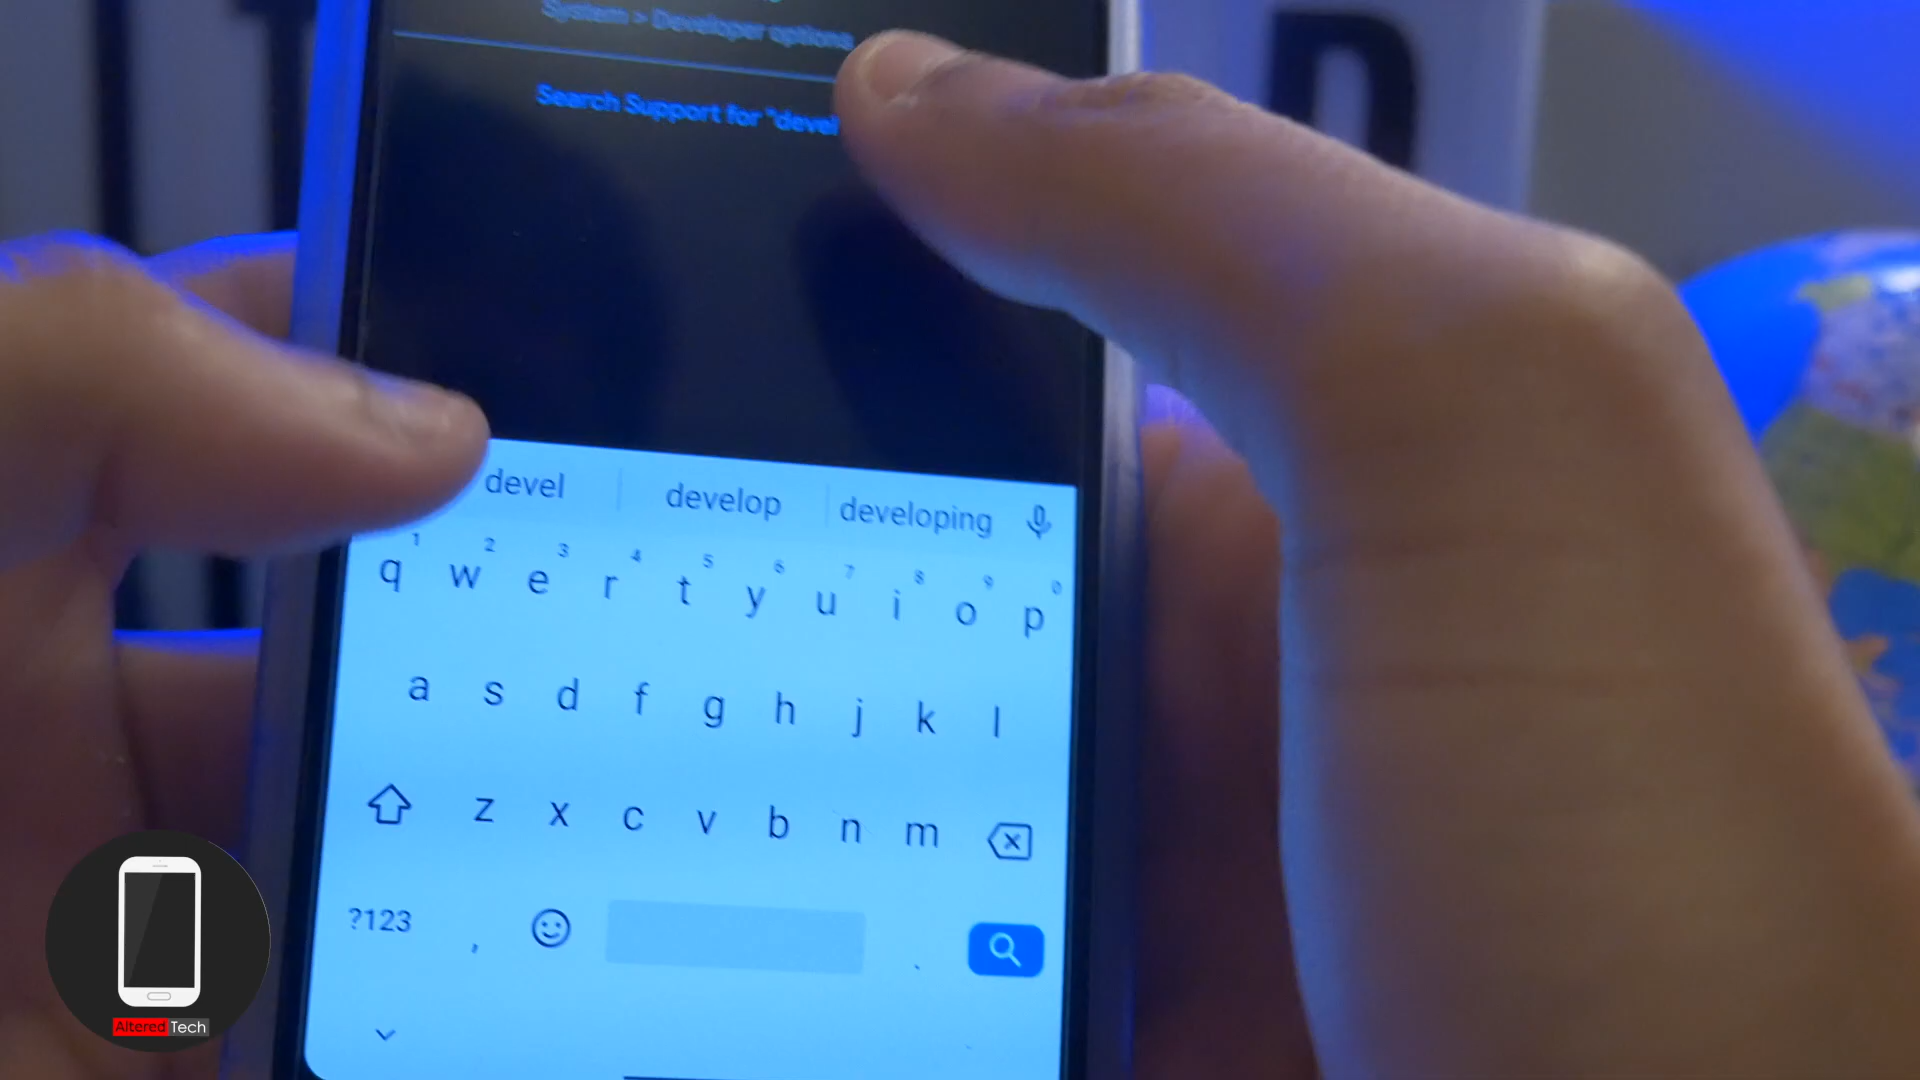 System > Developer options
Search Support for "devel
devel develop developing
1 2 3 4 5 6 7 8 9 0
q w e r t y u i o p
a s d f g h j k l
z x c v b n m
?123 , .
Altered Tech
D